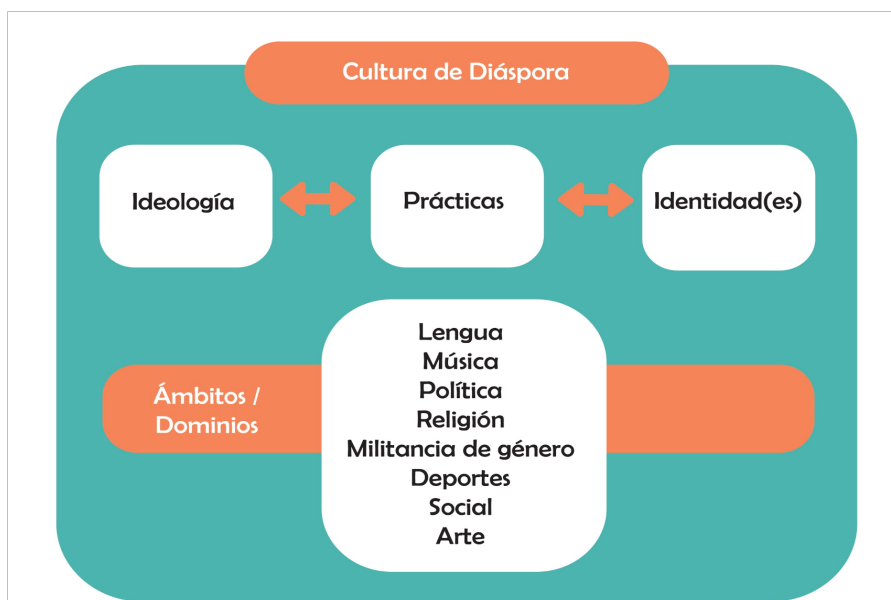 Cultura de Diáspora
Ideología
Prácticas
Identidad(es)
Ámbitos /
Dominios
Lengua
Música
Política
Religión
Militancia de género
Deportes
Social
Arte